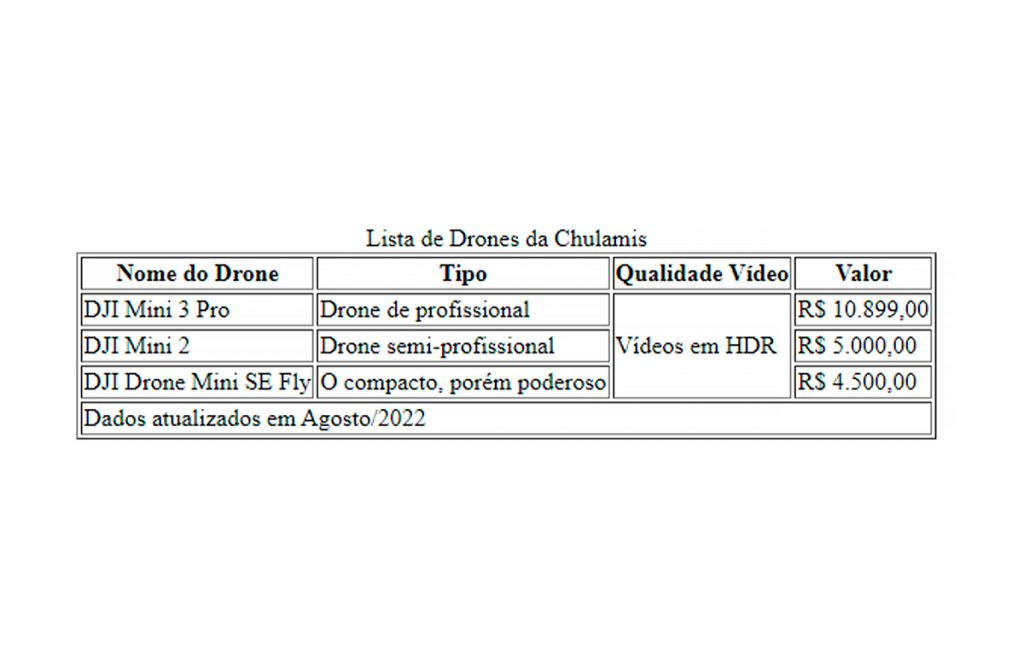 Lista de Drones da Chulamis
Nome do Drone Tipo Qualidade Vídeo Valor
DJI Mini 3 Pro Drone de profissional R$ 10.899,00
DJI Mini 2 Drone semi-profissional Vídeos em HDR R$ 5.000,00
DJI Drone Mini SE Fly O compacto, porém poderoso R$ 4.500,00
Dados atualizados em Agosto/2022